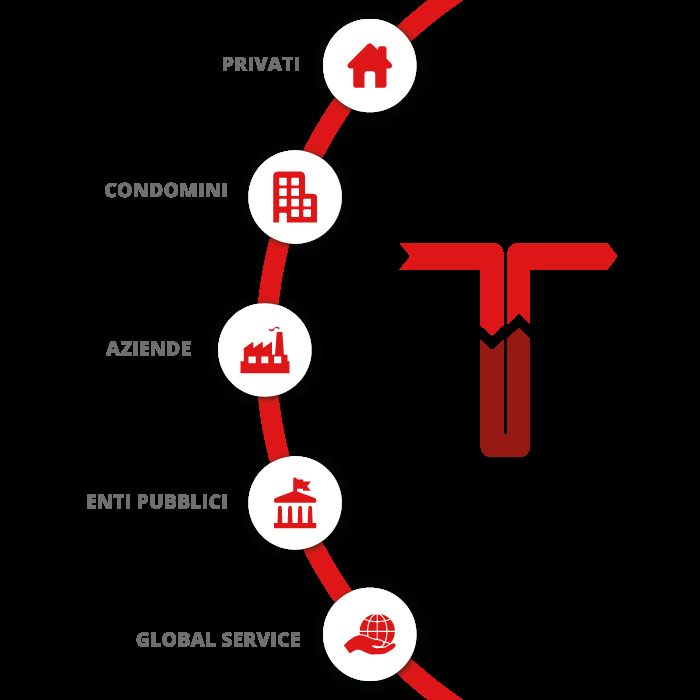 PRIVATI
CONDOMINI
AZIENDE
ENTI PUBBLICI
GLOBAL SERVICE